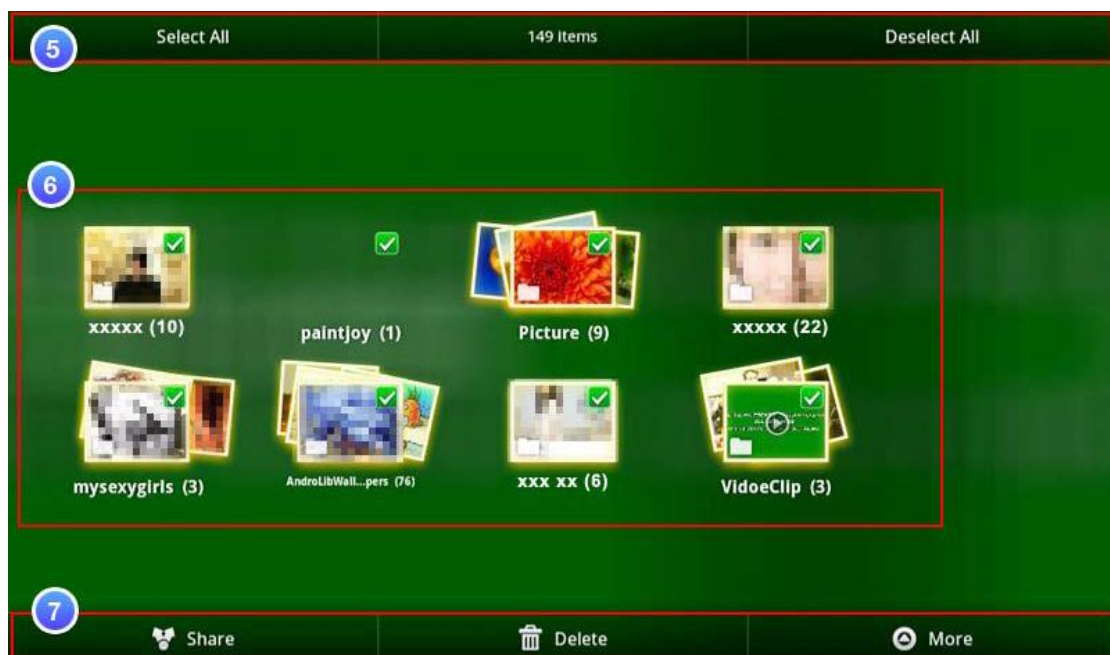 5
Select All
149 Items
Deselect All
6
xxxxx (10)
paintjoy (1)
Picture (9)
xxxxx (22)
mysexygirls (3)
AndroLibWall...pers (76)
xxx xx (6)
VidoeClip (3)
7
Share
Delete
More